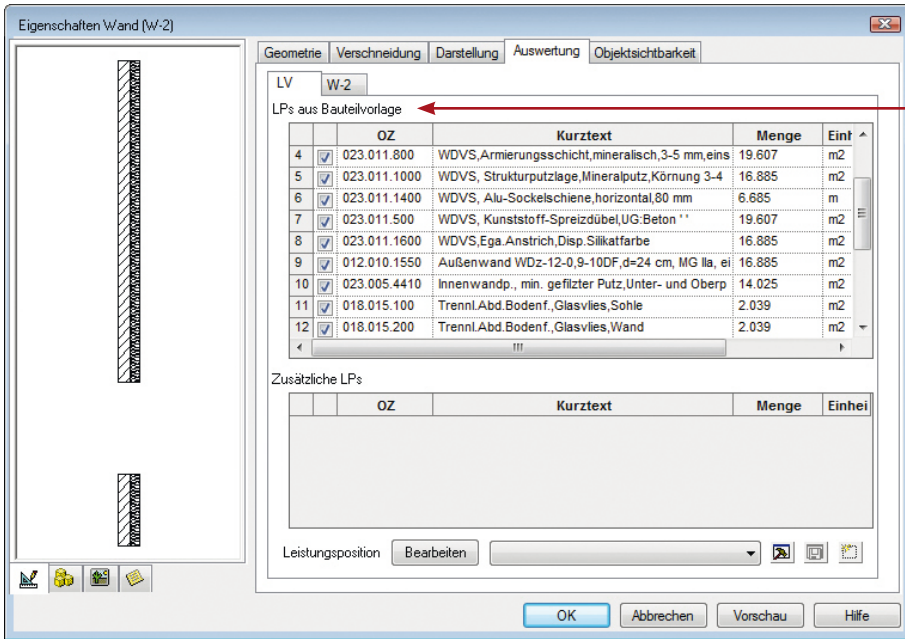 Eigenschaften Wand (W-2)
Geometrie Verschneidung Darstellung Auswertung Objektsichtbarkeit
LV W-2
LPs aus Bauteilvorlage
OZ Kurztext Menge Einh
4 023.011.800 WDVS,Armierungsschicht,mineralisch,3-5 mm,eins 19.607 m2
5 023.011.1000 WDVS, Strukturputzlage,Mineralputz,Körnung 3-4 16.885 m2
6 023.011.1400 WDVS, Alu-Sockelschiene,horizontal,80 mm 6.685 m
7 023.011.500 WDVS, Kunststoff-Spreizdübel,UG:Beton ' ' 19.607 m2
8 023.011.1600 WDVS,Ega.Anstrich,Disp.Silikatfarbe 16.885 m2
9 012.010.1550 Außenwand WDz-12-0,9-10DF,d=24 cm, MG IIa, ei 16.885 m2
10 023.005.4410 Innenwandp., min. gefilzter Putz,Unter- und Oberp 14.025 m2
11 018.015.100 Trennl.Abd.Bodenf.,Glasvlies,Sohle 2.039 m2
12 018.015.200 Trennl.Abd.Bodenf.,Glasvlies,Wand 2.039 m2
Zusätzliche LPs
OZ Kurztext Menge Einhei
Leistungsposition Bearbeiten
OK Abbrechen Vorschau Hilfe